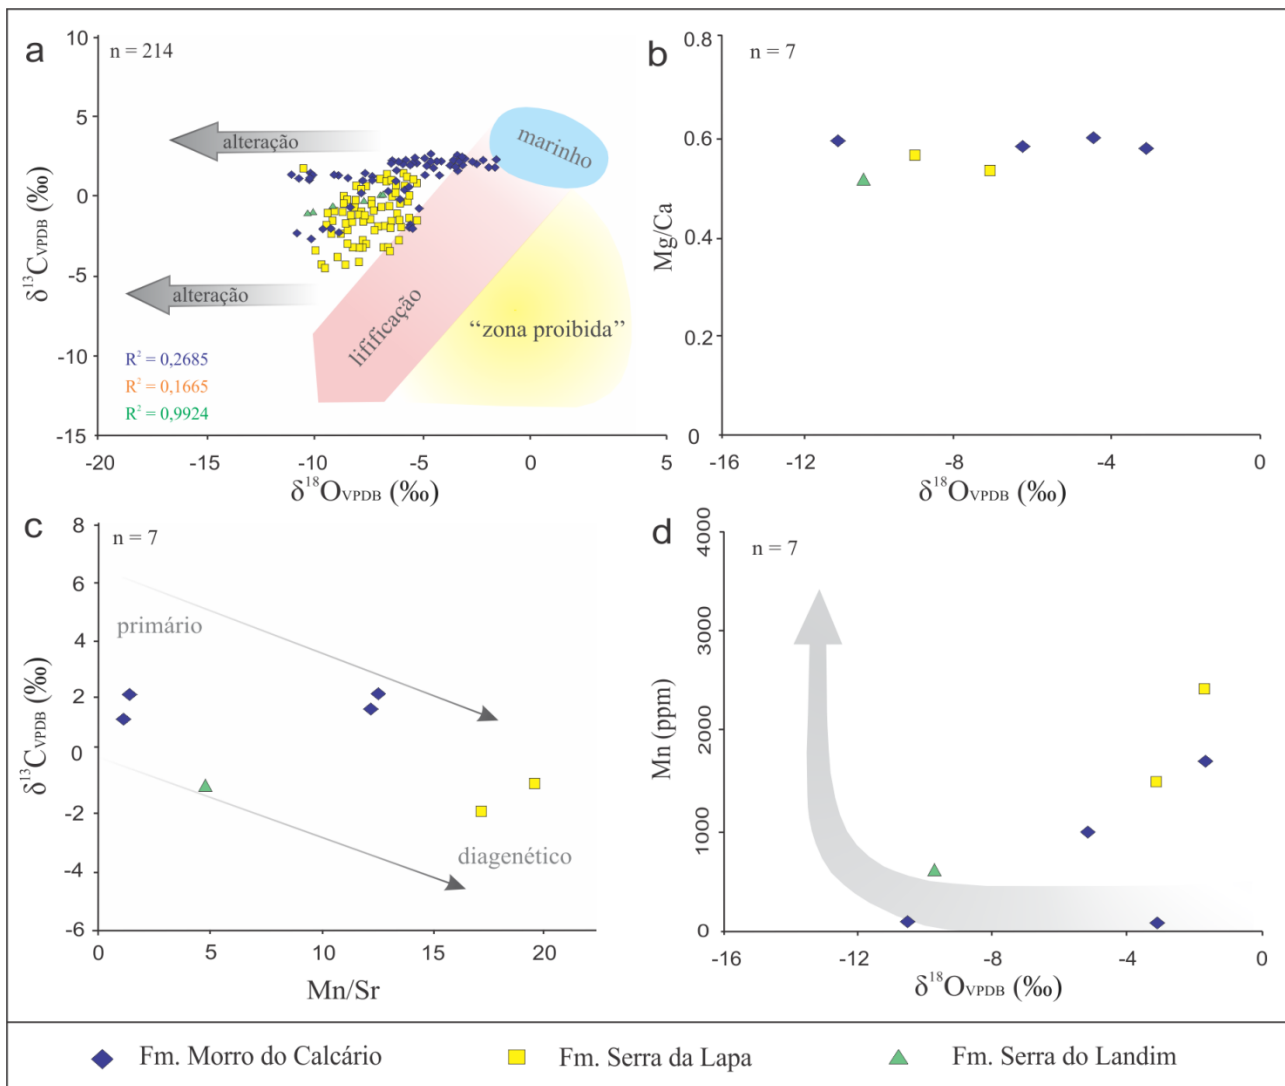 a
n = 214
10
5
0
-5
-10
-15
δ¹³CVPDB (‰)
alteração
alteração
marinho
lifificação
“zona proibida”
R² = 0,2685
R² = 0,1665
R² = 0,9924
-20 -15 -10 -5 0 5
δ¹⁸OVPDB (‰)
b
n = 7
0.8
0.6
0.4
0.2
0
Mg/Ca
-16 -12 -8 -4 0
δ¹⁸OVPDB (‰)
c
n = 7
8
6
4
2
0
-2
-4
-6
δ¹³CVPDB (‰)
primário
diagenético
0 5 10 15 20
Mn/Sr
d
n = 7
4000
3000
2000
1000
0
Mn (ppm)
-16 -12 -8 -4 0
δ¹⁸OVPDB (‰)
Fm. Morro do Calcário Fm. Serra da Lapa Fm. Serra do Landim